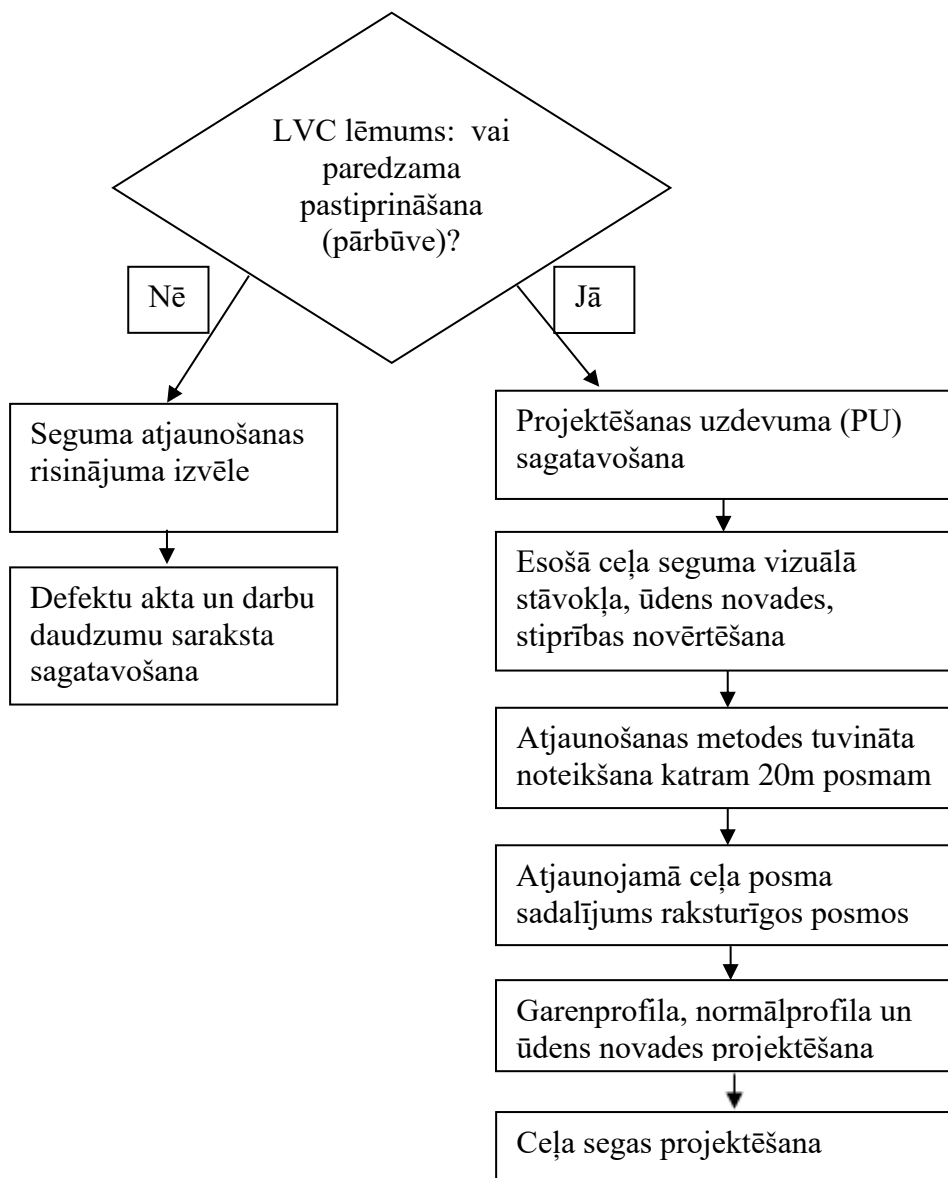 LVC lēmums: vai
paredzama
pastiprināšana
(pārbūve)?
Nē
Jā
Seguma atjaunošanas
risinājuma izvēle
Defektu akta un darbu
daudzumu saraksta
sagatavošana
Projektēšanas uzdevuma (PU)
sagatavošana
Esošā ceļa seguma vizuālā
stāvokļa, ūdens novades,
stiprības novērtēšana
Atjaunošanas metodes tuvināta
noteikšana katram 20m posmam
Atjaunojamā ceļa posma
sadalījums raksturīgos posmos
Garenprofila, normālprofila un
ūdens novades projektēšana
Ceļa segas projektēšana